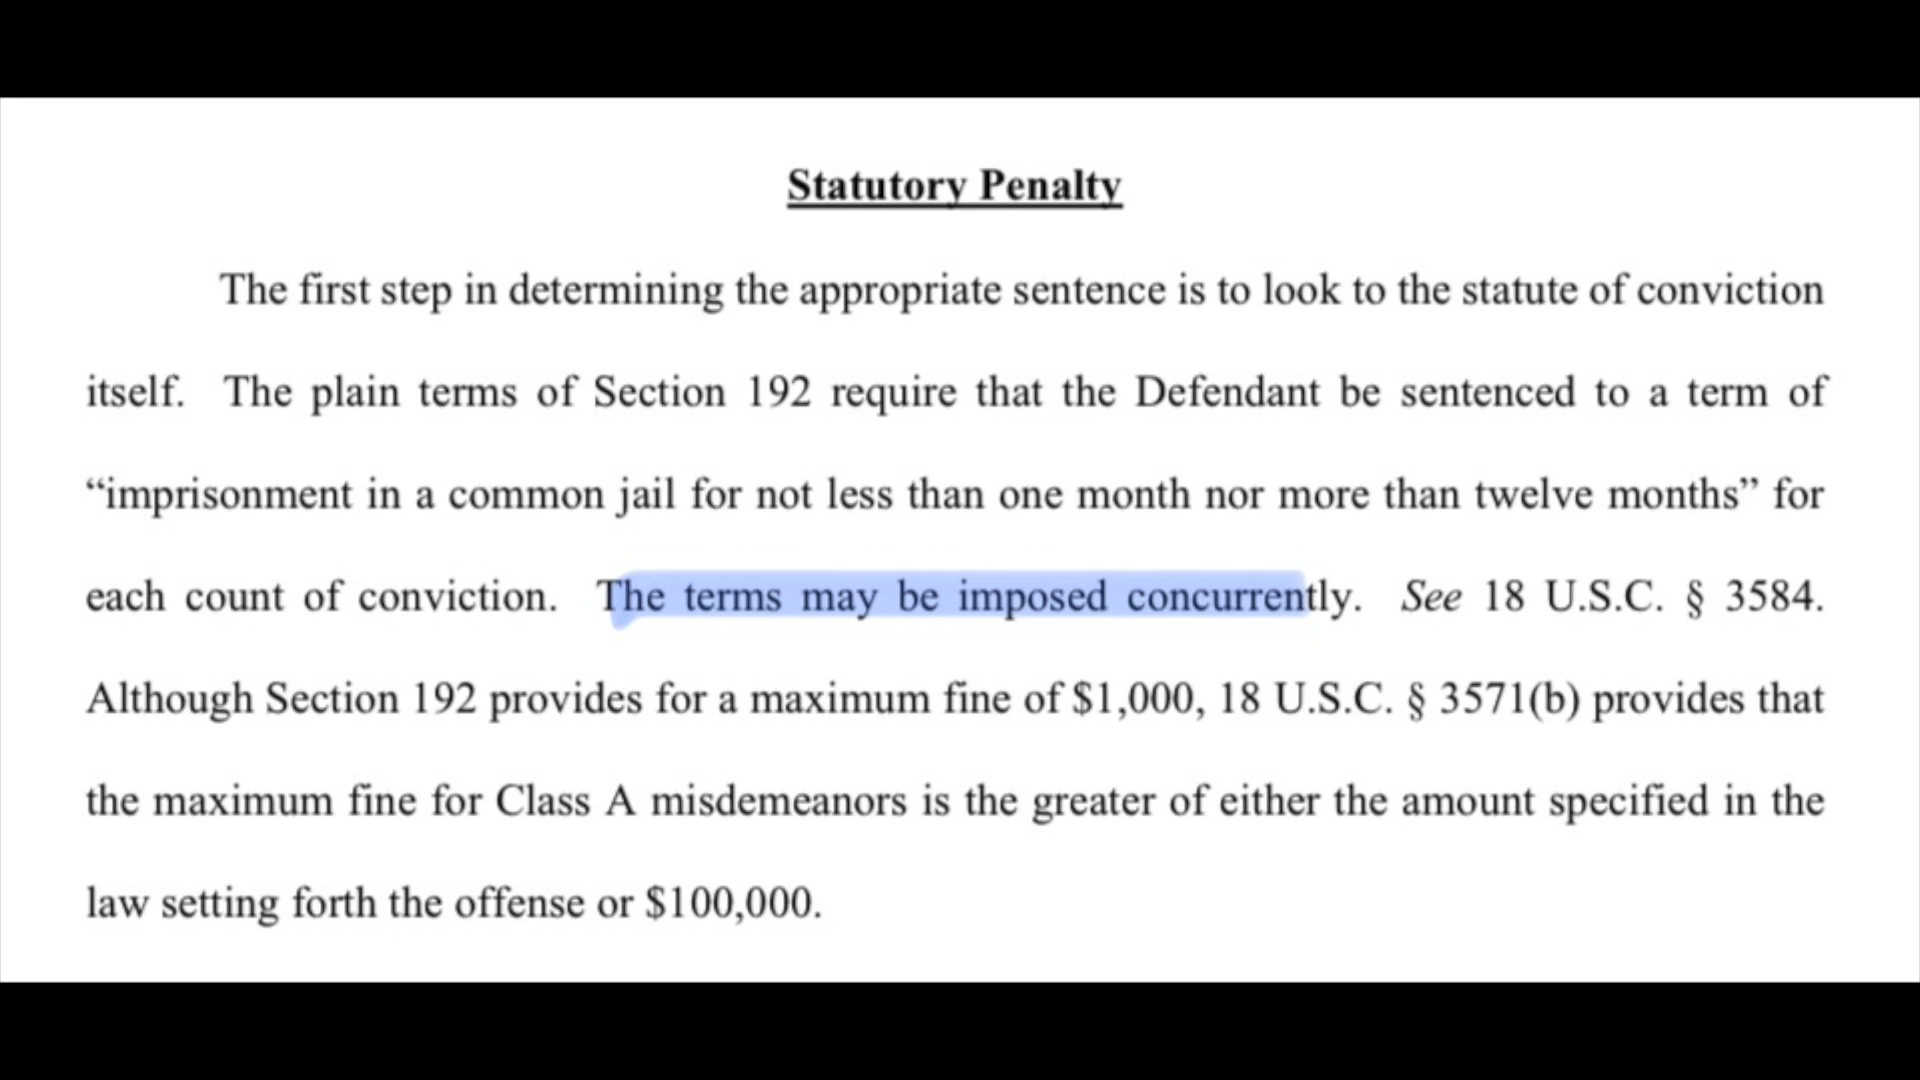 Statutory Penalty
The first step in determining the appropriate sentence is to look to the statute of conviction
itself. The plain terms of Section 192 require that the Defendant be sentenced to a term of
“imprisonment in a common jail for not less than one month nor more than twelve months” for
each count of conviction. The terms may be imposed concurrently. See 18 U.S.C. § 3584.
Although Section 192 provides for a maximum fine of $1,000, 18 U.S.C. § 3571(b) provides that
the maximum fine for Class A misdemeanors is the greater of either the amount specified in the
law setting forth the offense or $100,000.